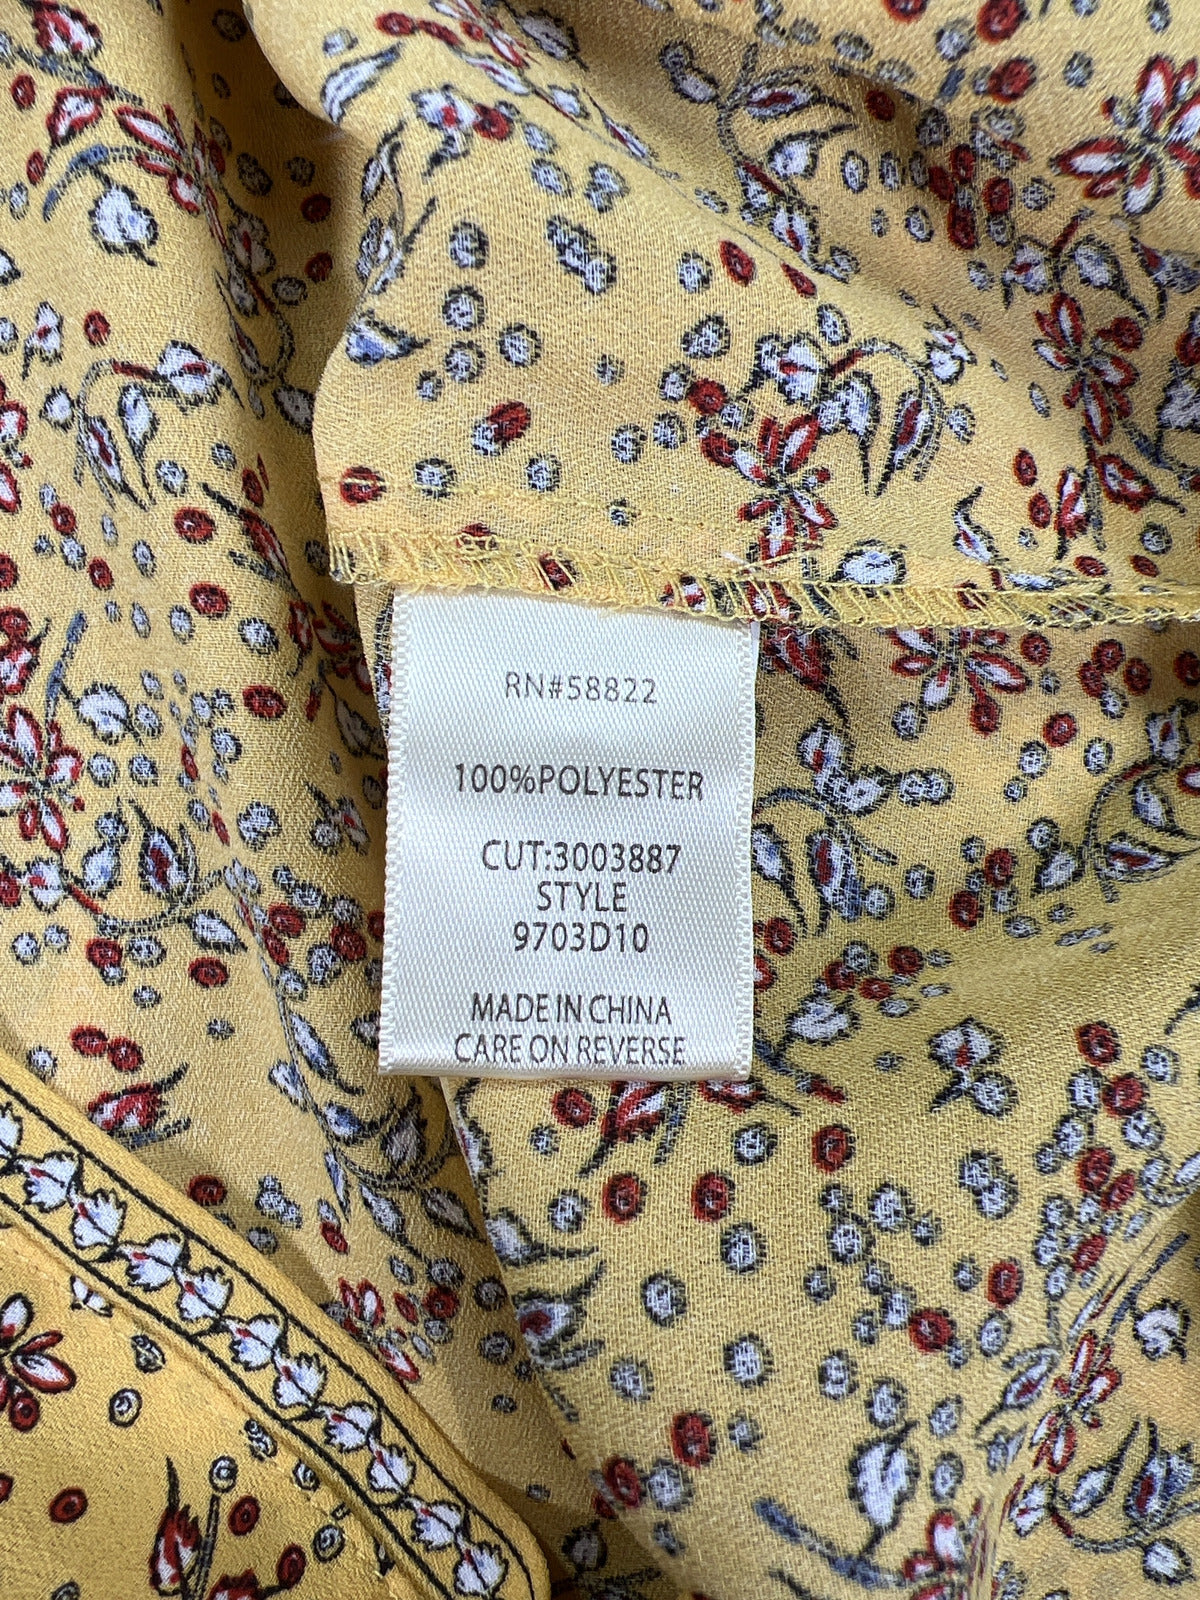 RN#58822
100%POLYESTER
CUT:3003887
STYLE
9703D10
MADE IN CHINA
CARE ON REVERSE